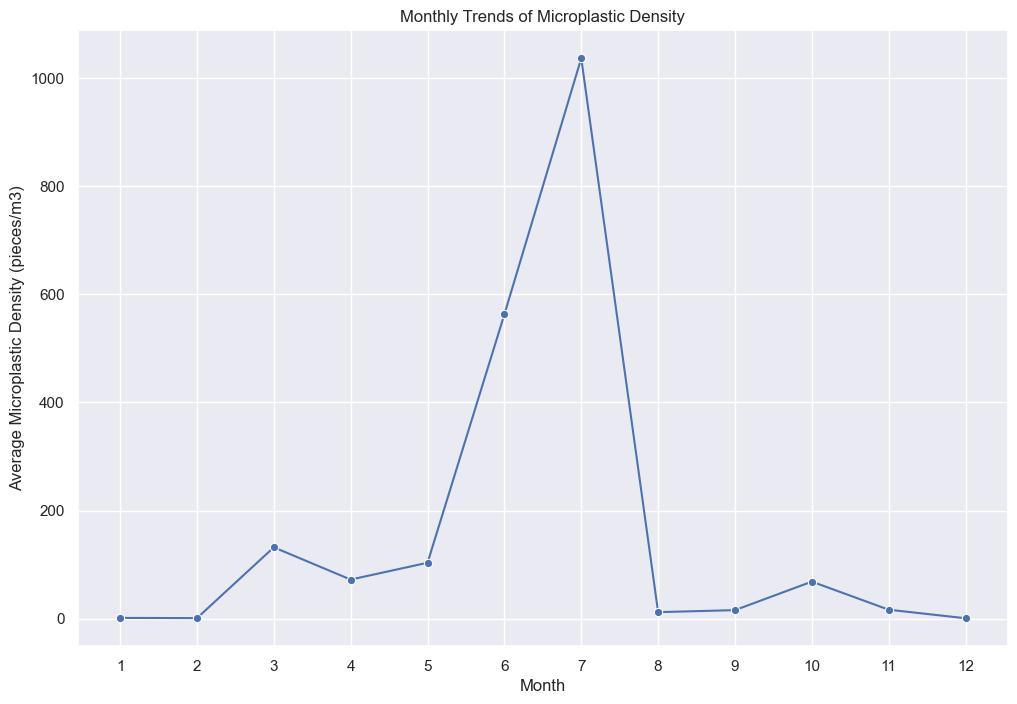 Monthly Trends of Microplastic Density
Average Microplastic Density (pieces/m3)
1000
800
600
400
200
0
1 2 3 4 5 6 7 8 9 10 11 12
Month